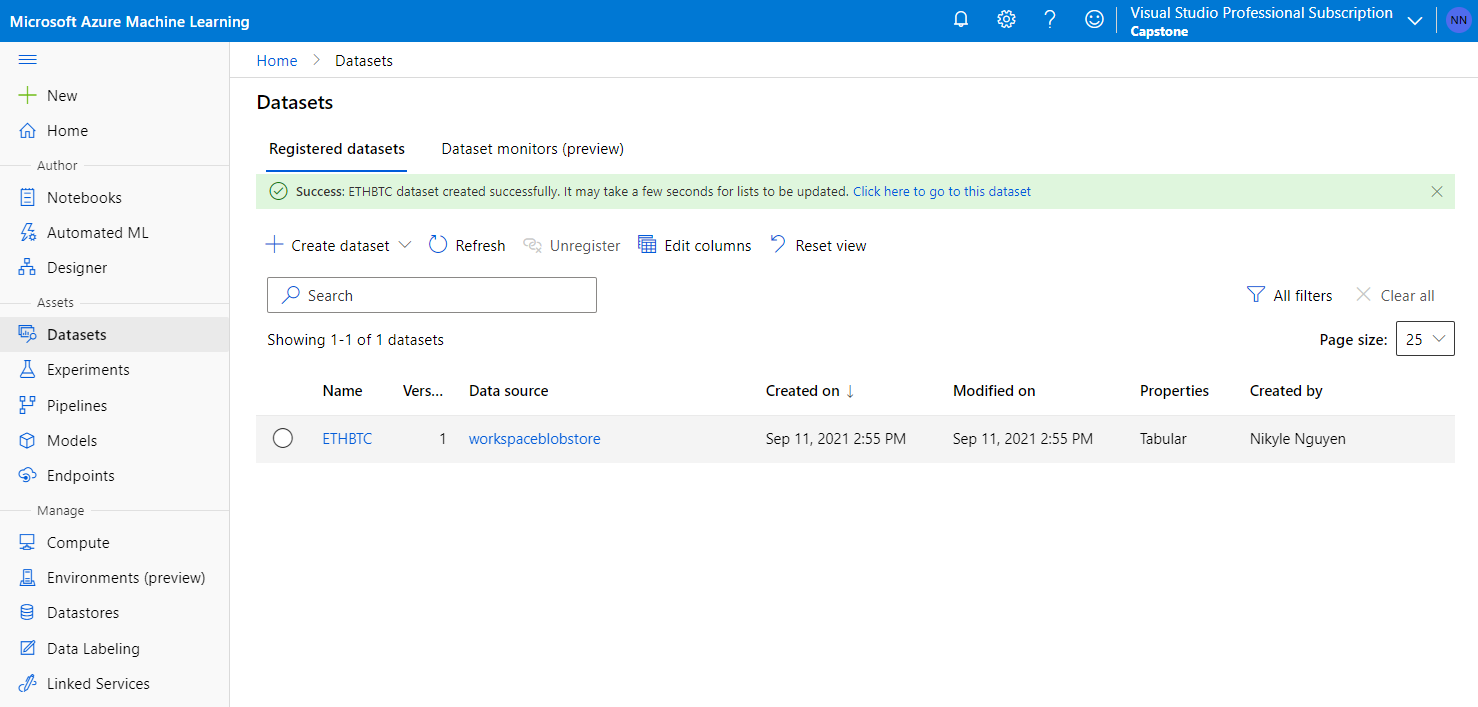 Microsoft Azure Machine Learning
Visual Studio Professional Subscription
Capstone
NN
New
Home
Author
Notebooks
Automated ML
Designer
Assets
Datasets
Experiments
Pipelines
Models
Endpoints
Manage
Compute
Environments (preview)
Datastores
Data Labeling
Linked Services
Home > Datasets
Datasets
Registered datasets Dataset monitors (preview)
Success: ETHBTC dataset created successfully. It may take a few seconds for lists to be updated. Click here to go to this dataset
Create dataset Refresh Unregister Edit columns Reset view
Search All filters Clear all
Showing 1-1 of 1 datasets Page size: 25
Name Vers... Data source Created on ↓ Modified on Properties Created by
ETHBTC 1 workspaceblobstore Sep 11, 2021 2:55 PM Sep 11, 2021 2:55 PM Tabular Nikyle Nguyen